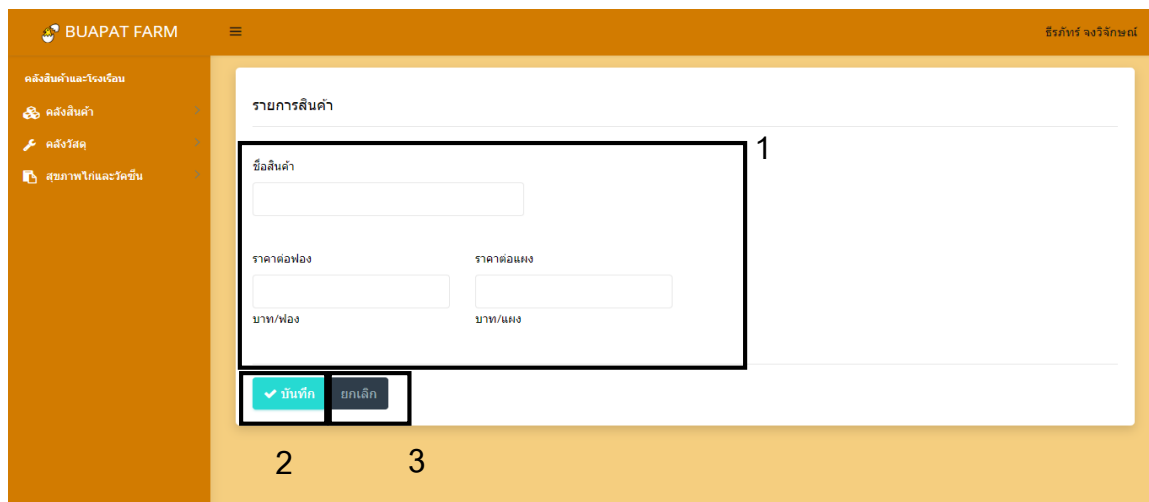 BUAPAT FARM
ธีรภัทร์ จงวิจักษณ์
คลังสินค้าและโรงเรือน
คลังสินค้า
คลังวัสดุ
สุขภาพไก่และวัคซีน
รายการสินค้า
1
ชื่อสินค้า
ราคาต่อฟอง ราคาต่อแผง
บาท/ฟอง บาท/แผง
บันทึก ยกเลิก
2 3